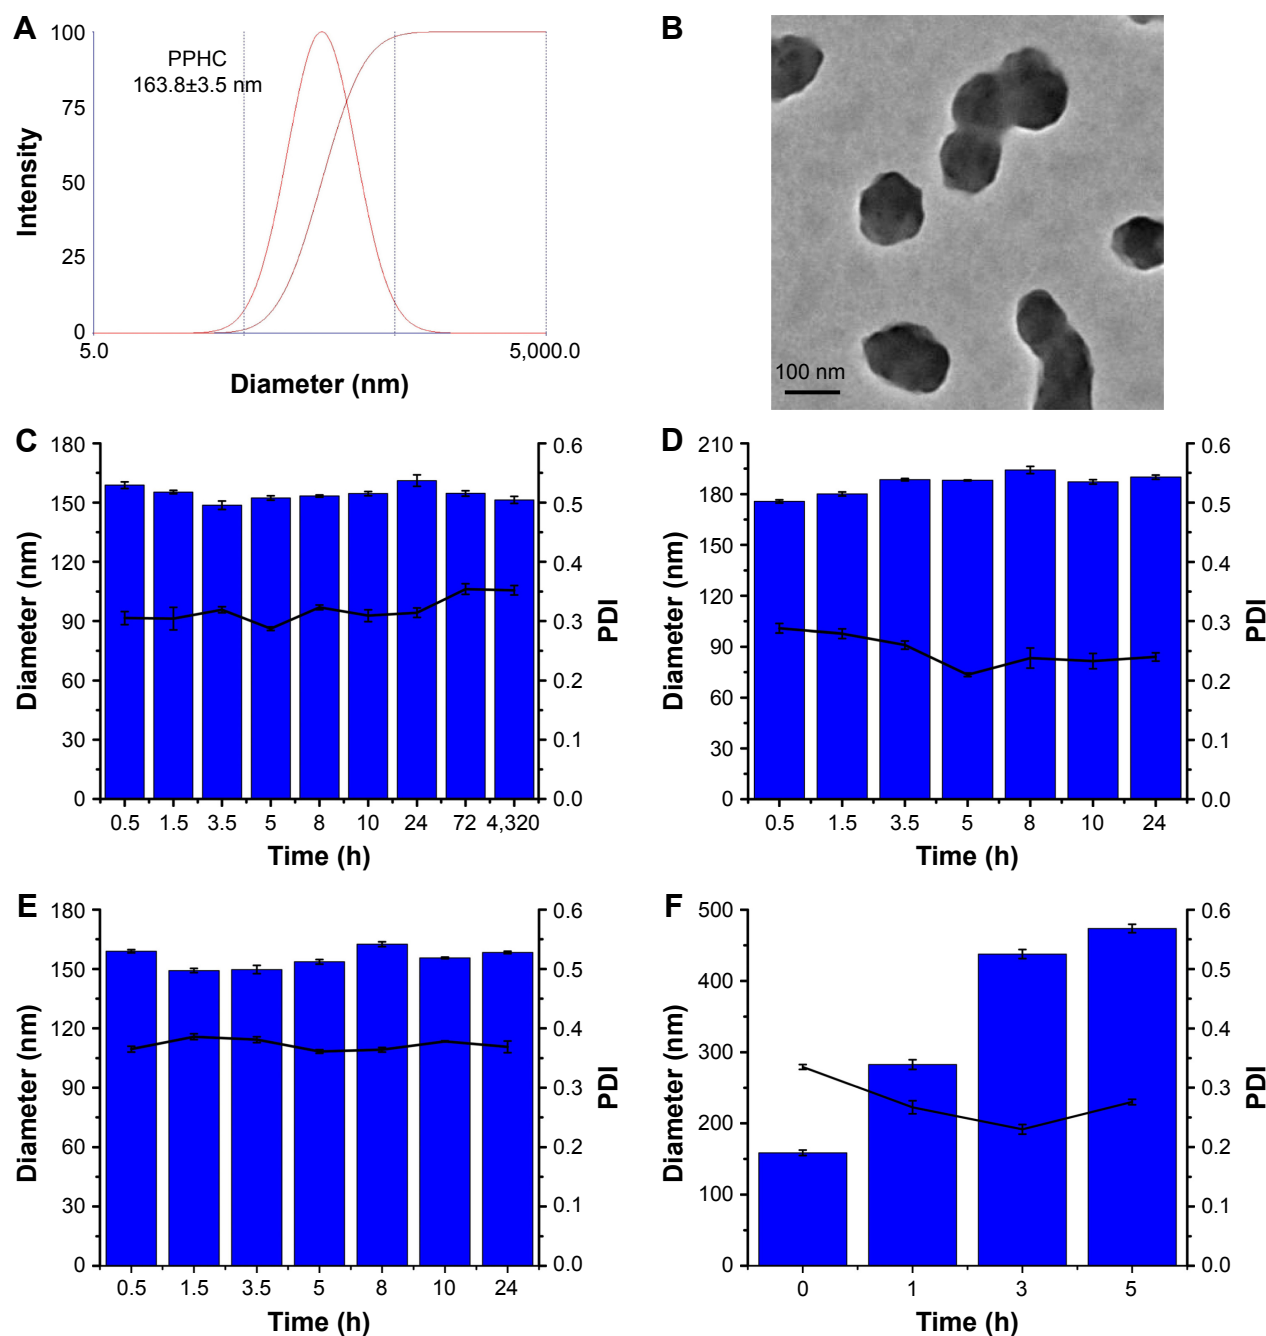 A
100
75
50
25
0
Intensity
PPHC
163.8±3.5 nm
5.0
5,000.0
Diameter (nm)
B
100 nm
C
180
150
120
90
60
30
0
Diameter (nm)
0.6
0.5
0.4
0.3
0.2
0.1
0.0
PDI
0.5 1.5 3.5 5 8 10 24 72 4,320
Time (h)
D
210
180
150
120
90
60
30
0
Diameter (nm)
0.6
0.5
0.4
0.3
0.2
0.1
0.0
PDI
0.5 1.5 3.5 5 8 10 24
Time (h)
E
180
150
120
90
60
30
0
Diameter (nm)
0.6
0.5
0.4
0.3
0.2
0.1
0.0
PDI
0.5 1.5 3.5 5 8 10 24
Time (h)
F
500
400
300
200
100
0
Diameter (nm)
0.6
0.5
0.4
0.3
0.2
0.1
0.0
PDI
0 1 3 5
Time (h)